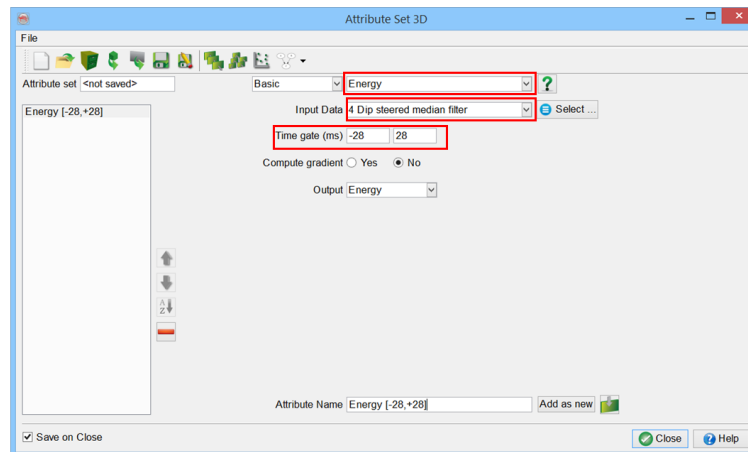 Attribute Set 3D
File
Attribute set <not saved> Basic Energy
Energy [-28,+28]
Input Data 4 Dip steered median filter Select ...
Time gate (ms) -28 28
Compute gradient Yes No
Output Energy
Attribute Name Energy [-28,+28] Add as new
Save on Close Close Help